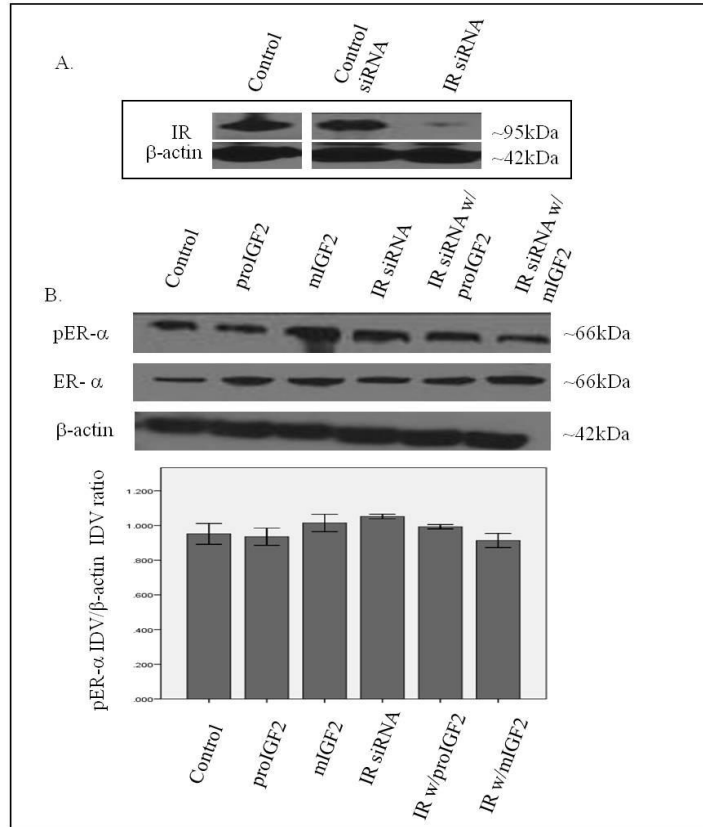 A.
Control
Control
siRNA
IR siRNA
IR
~95kDa
β-actin
~42kDa
B.
Control
proIGF2
mIGF2
IR siRNA
IR siRNA w/
proIGF2
IR siRNA w/
mIGF2
pER-α
~66kDa
ER- α
~66kDa
β-actin
~42kDa
pER-α IDV/β-actin IDV ratio
1.200
1.000
.800
.600
.400
.200
.000
Control
proIGF2
mIGF2
IR siRNA
IR w/proIGF2
IR w/mIGF2